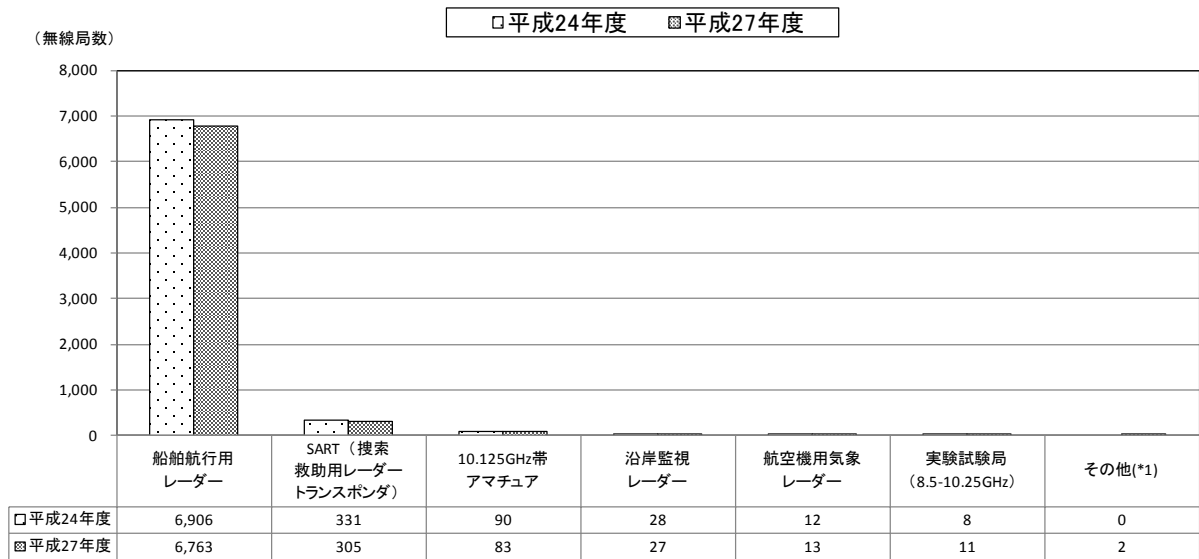 平成24年度 平成27年度
（無線局数）
8,000
7,000
6,000
5,000
4,000
3,000
2,000
1,000
0
船舶航行用
レーダー
SART（捜索
救助用レーダー
トランスポンダ）
10.125GHz帯
アマチュア
沿岸監視
レーダー
航空機用気象
レーダー
実験試験局
（8.5-10.25GHz）
その他(*1)
平成24年度 6,906 331 90 28 12 8 0
平成27年度 6,763 305 83 27 13 11 2